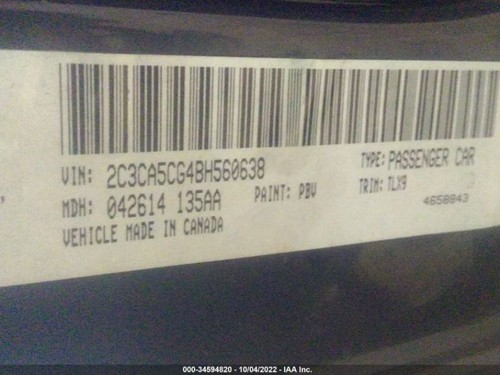 VIN: 2C3CA5CG4BH560638 TYPE: PASSENGER CAR
MDH: 042614 135AA PAINT: PBV TRIM: TLX9
4658843
VEHICLE MADE IN CANADA
000-34594820 - 10/04/2022 - IAA Inc.